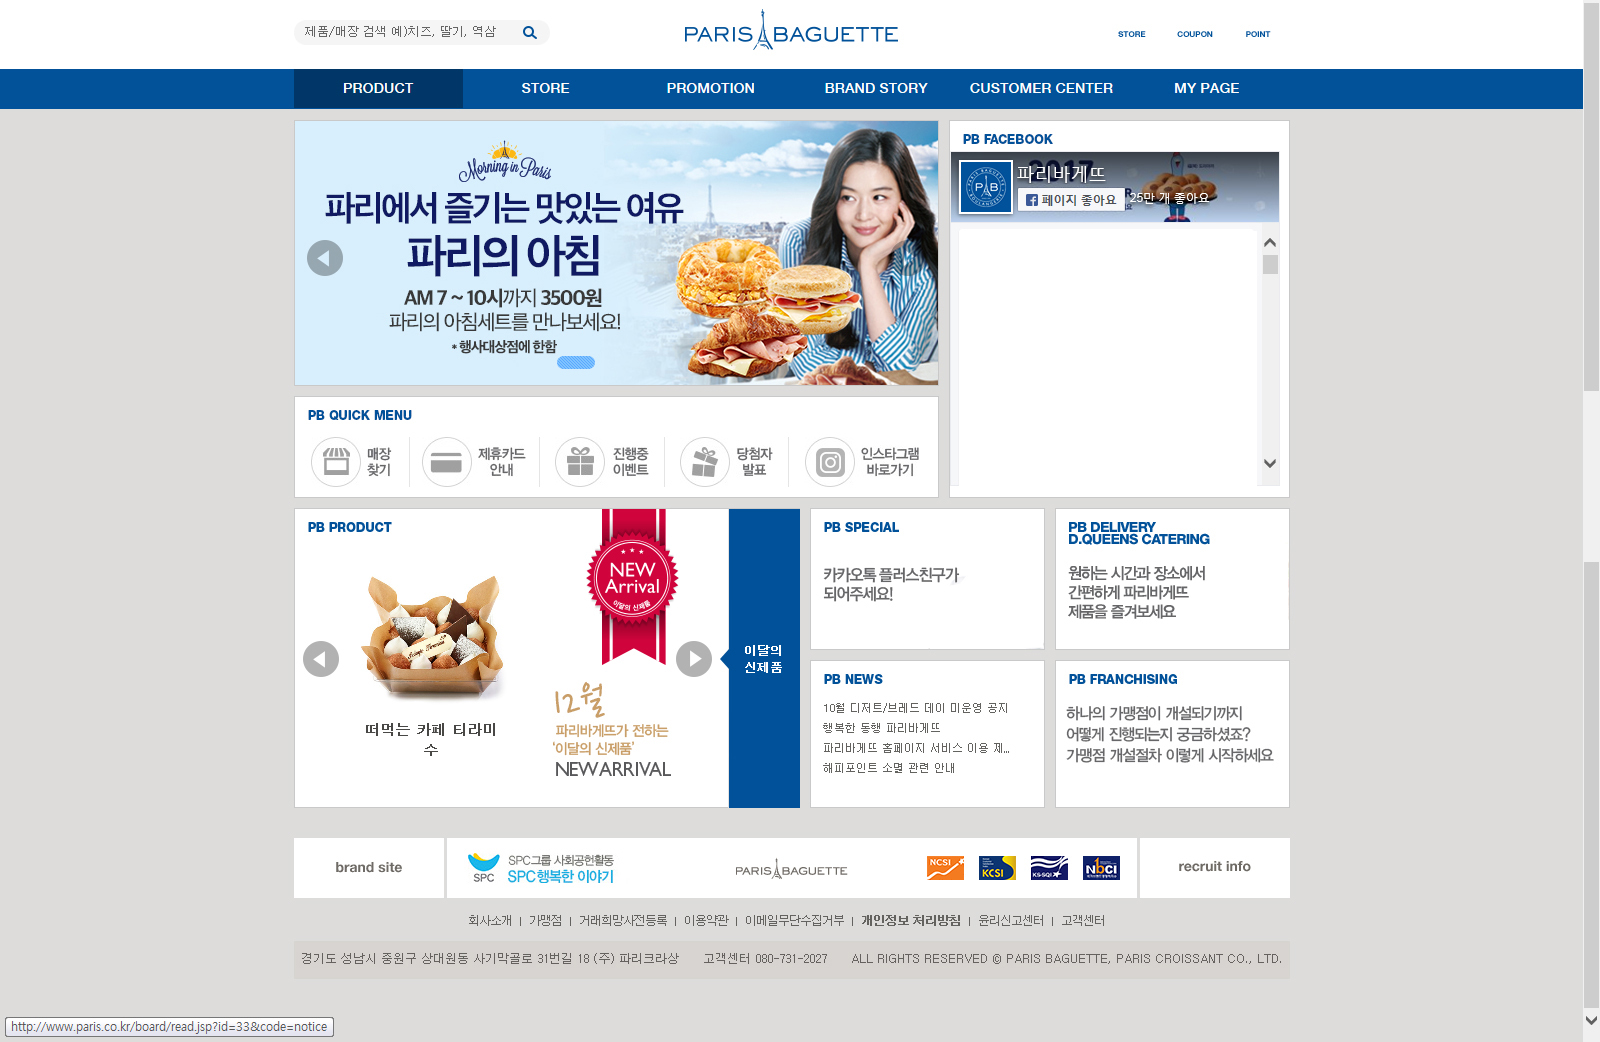 제품/매장 검색 예)치즈, 딸기, 역삼
PARIS BAGUETTE
STORE COUPON POINT
PRODUCT STORE PROMOTION BRAND STORY CUSTOMER CENTER MY PAGE
Morning in Paris
파리에서 즐기는 맛있는 여유
파리의 아침
AM 7 ~ 10시까지 3500원
파리의 아침세트를 만나보세요!
* 행사대상점에 한함
PB FACEBOOK
2017
PAB
파리바게뜨
페이지 좋아요
25만 개 좋아요
PB QUICK MENU
매장
찾기
제휴카드
안내
진행중
이벤트
당첨자
발표
인스타그램
바로가기
PB PRODUCT
떠먹는 카페 티라미
수
NEW
Arrival
이달의 신제품
12월
파리바게뜨가 전하는
'이달의 신제품'
NEW ARRIVAL
이달의
신제품
PB SPECIAL
카카오톡 플러스친구가
되어주세요!
PB DELIVERY
D.QUEENS CATERING
원하는 시간과 장소에서
간편하게 파리바게뜨
제품을 즐겨보세요
PB NEWS
10월 디저트/브레드 데이 미운영 공지
행복한 동행 파리바게뜨
파리바게뜨 홈페이지 서비스 이용 제...
해피포인트 소멸 관련 안내
PB FRANCHISING
하나의 가맹점이 개설되기까지
어떻게 진행되는지 궁금하셨죠?
가맹점 개설절차 이렇게 시작하세요
brand site
SPC
SPC그룹 사회공헌활동
SPC행복한 이야기
PARIS BAGUETTE
NCSI
KCSI
KS-SQI
NbCI
recruit info
회사소개 | 가맹점 | 거래희망사전등록 | 이용약관 | 이메일무단수집거부 | 개인정보 처리방침 | 윤리신고센터 | 고객센터
경기도 성남시 중원구 상대원동 사기막골로 31번길 18 (주) 파리크라상 고객센터 080-731-2027 ALL RIGHTS RESERVED © PARIS BAGUETTE, PARIS CROISSANT CO., LTD.
http://www.paris.co.kr/board/read.jsp?id=33&code=notice